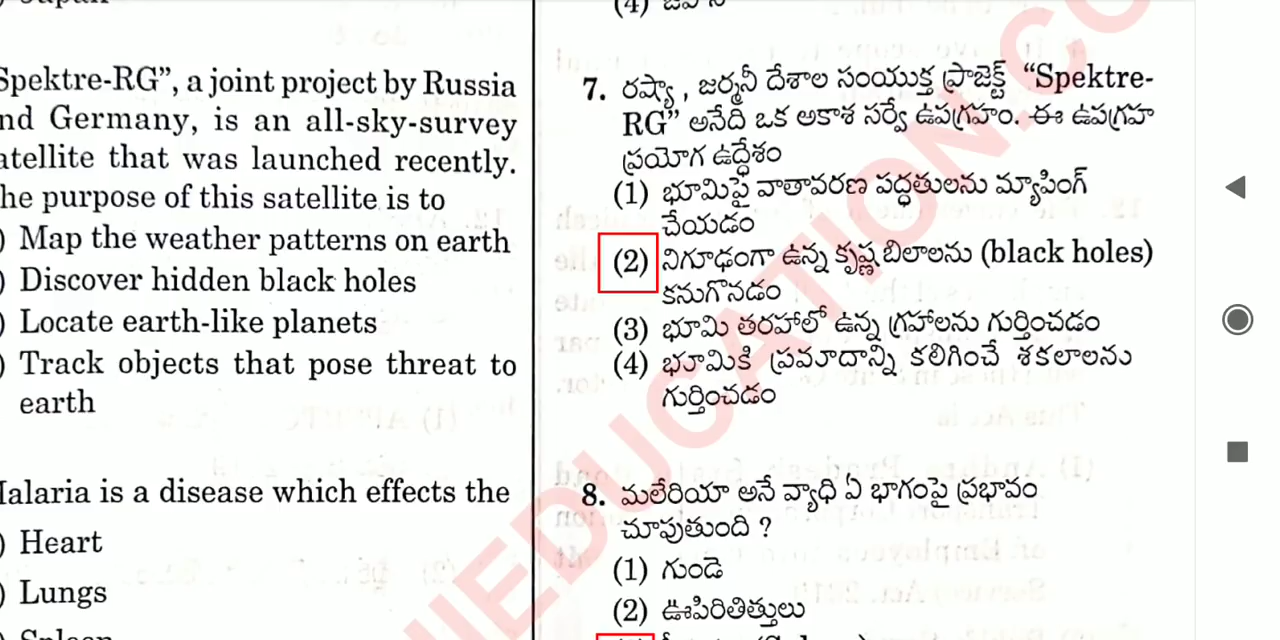 Spektre-RG”, a joint project by Russia
nd Germany, is an all-sky-survey
atellite that was launched recently.
he purpose of this satellite is to
) Map the weather patterns on earth
) Discover hidden black holes
) Locate earth-like planets
) Track objects that pose threat to
earth
Malaria is a disease which effects the
) Heart
) Lungs
7. రష్యా, జర్మనీ దేశాల సంయుక్త ప్రాజెక్ట్ “Spektre-
RG” అనేది ఒక అకాశ సర్వే ఉపగ్రహం. ఈ ఉపగ్రహ
ప్రయోగ ఉద్దేశం
(1) భూమిపై వాతావరణ పద్ధతులను మ్యాపింగ్
చేయడం
(2) నిగూఢంగా ఉన్న కృష్ణబిలాలను (black holes)
కనుగొనడం
(3) భూమి తరహాలో ఉన్న గ్రహాలను గుర్తించడం
(4) భూమికి ప్రమాదాన్ని కలిగించే శకలాలను
గుర్తించడం
8. మలేరియా అనే వ్యాధి ఏ భాగంపై ప్రభావం
చూపుతుంది ?
(1) గుండె
(2) ఊపిరితిత్తులు